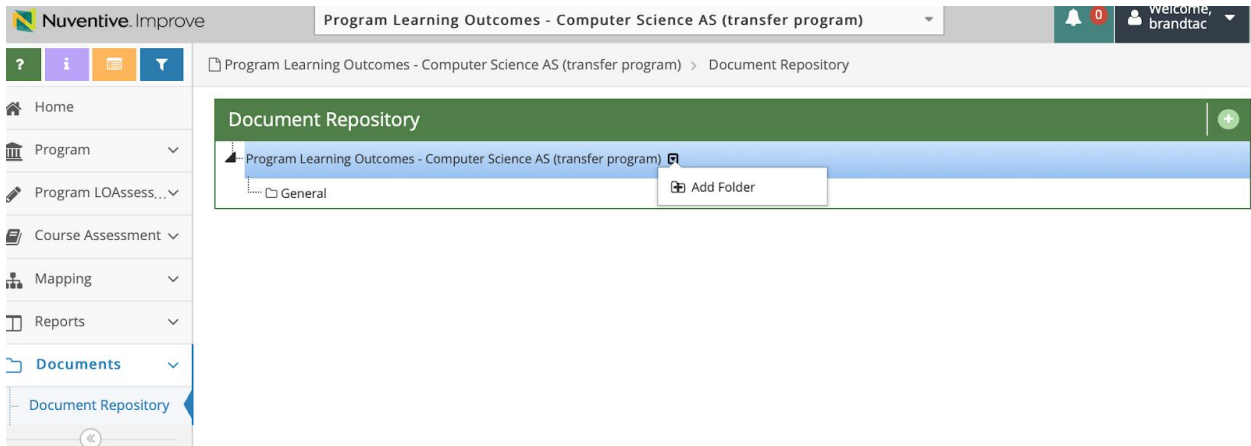 Nuventive. Improve
Program Learning Outcomes - Computer Science AS (transfer program)
0
Welcome,
brandtac
?
i
Program Learning Outcomes - Computer Science AS (transfer program) > Document Repository
Home
Program
Program LOAssess...
Course Assessment
Mapping
Reports
Documents
Document Repository
Document Repository
Program Learning Outcomes - Computer Science AS (transfer program)
Add Folder
General